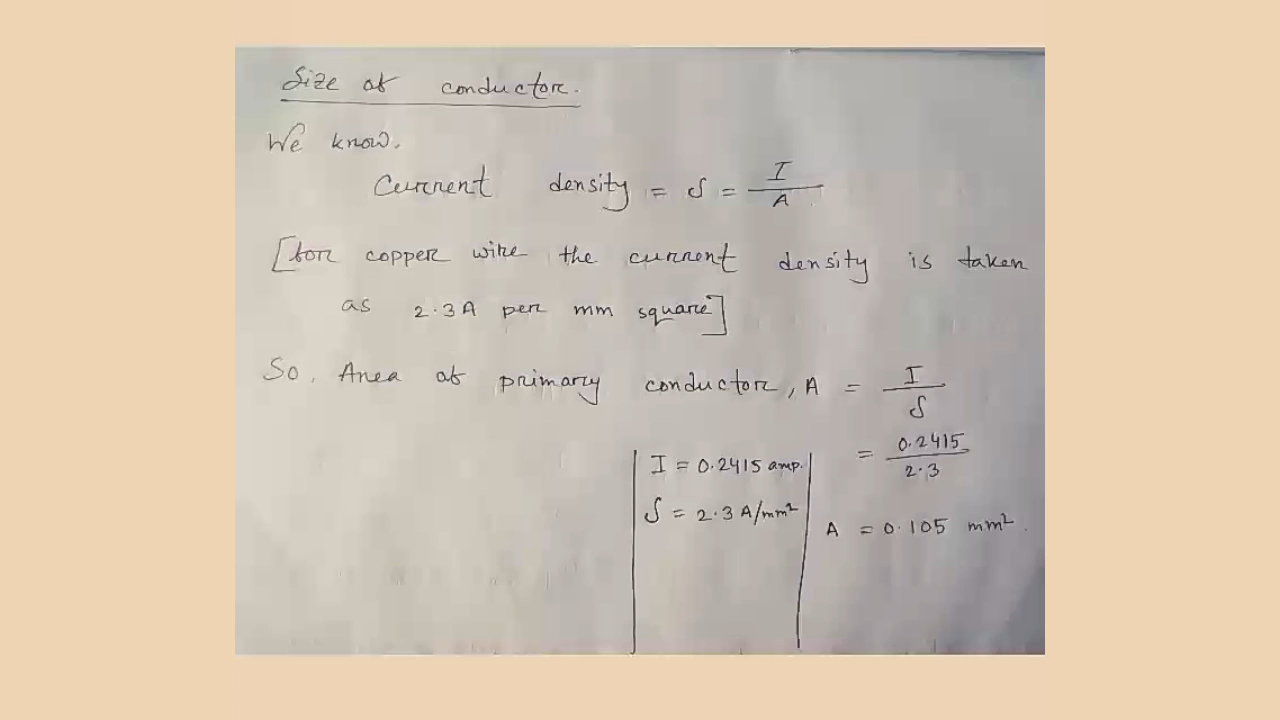 Size of conductor.
We know,
Current density = δ = I/A
[for copper wire the current density is taken
as 2.3A per mm square]
So, Area of primary conductor, A = I/δ
= 0.2415/2.3
I = 0.2415 amp.
δ = 2.3 A/mm²
A = 0.105 mm².